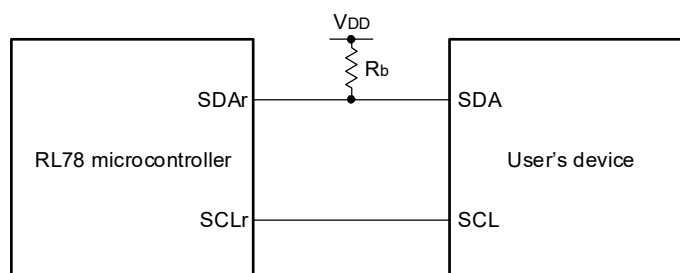 VDD
Rb
SDAr
SDA
RL78 microcontroller
User’s device
SCLr
SCL